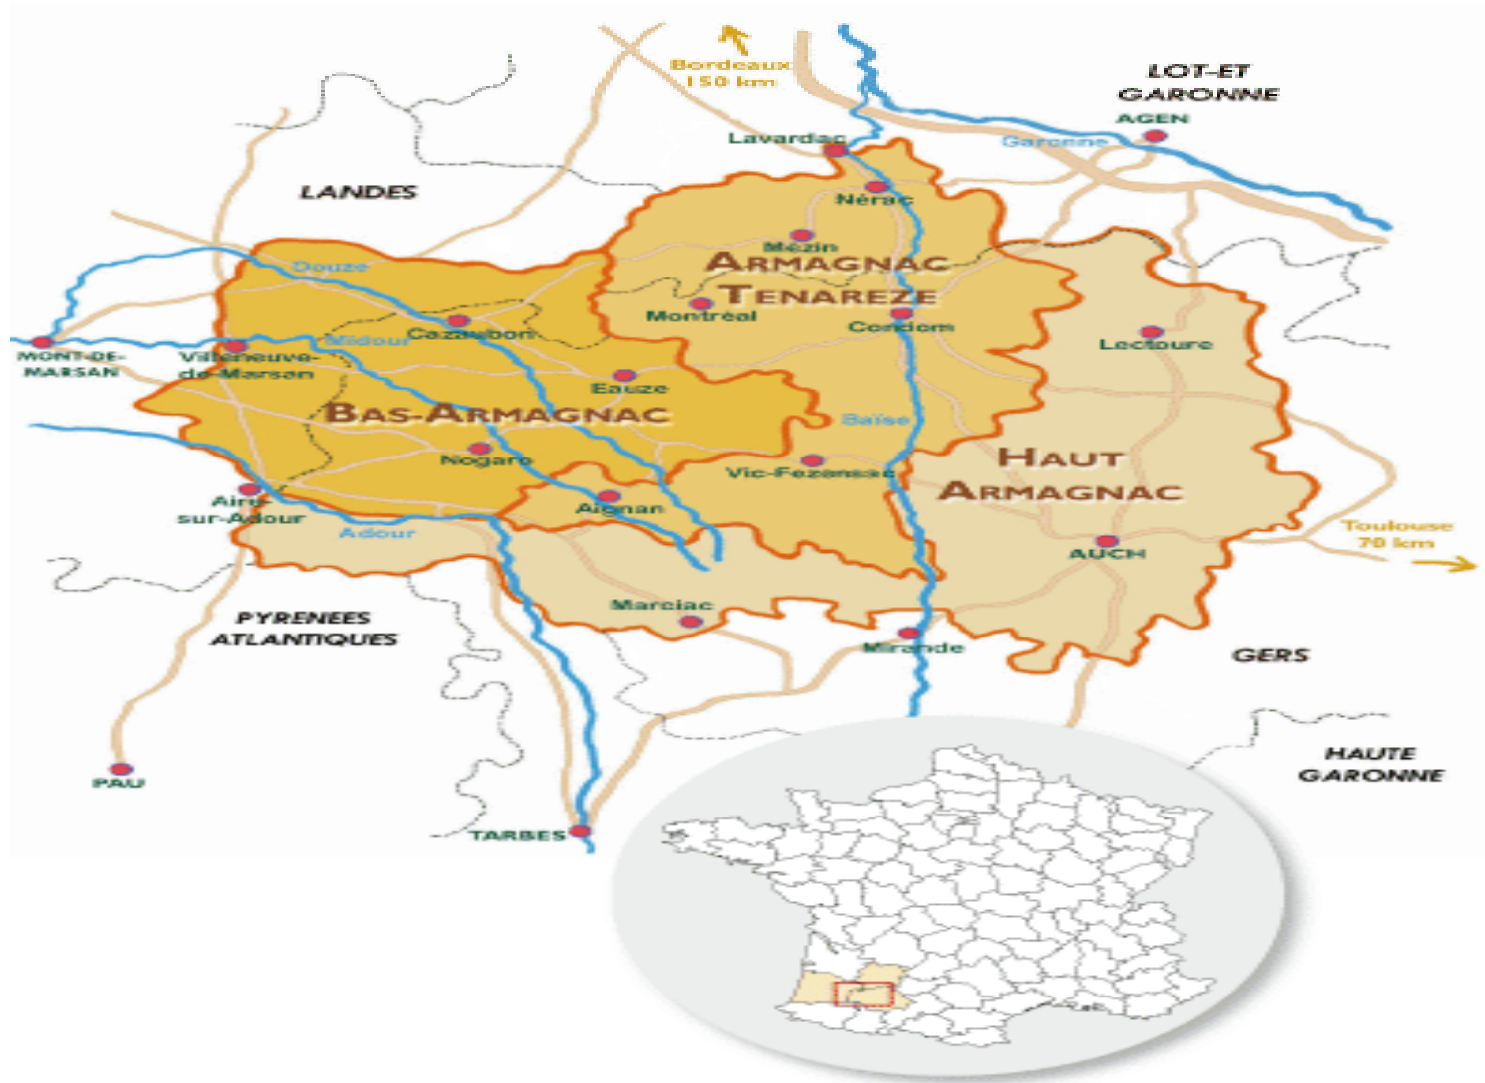 Bordeaux
150 km
LOT-ET
GARONNE
AGEN
Garonne
Lavardac
LANDES
Nérac
Mézin
ARMAGNAC
TENAREZE
Douze
Montréal
Condom
Cazaubon
Midour
Lectoure
MONT-DE-
MARSAN
Villeneuve-
de-Marsan
Eauze
BAS-ARMAGNAC
Baïse
Nogaro
HAUT
ARMAGNAC
Vic-Fezensac
Aire-
sur-Adour
Aignan
Adour
Toulouse
70 km
AUCH
Marciac
PYRENEES
ATLANTIQUES
Mirande
GERS
HAUTE
GARONNE
PAU
TARBES